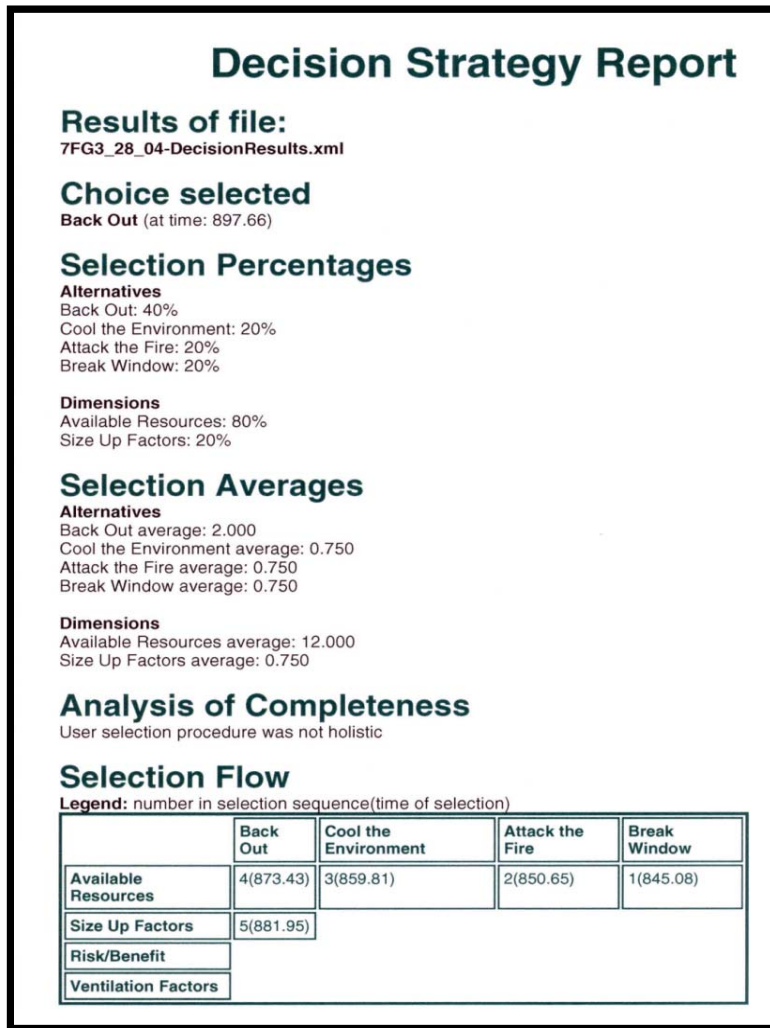 Decision Strategy Report
Results of file:
7FG3_28_04-DecisionResults.xml
Choice selected
Back Out (at time: 897.66)
Selection Percentages
Alternatives
Back Out: 40%
Cool the Environment: 20%
Attack the Fire: 20%
Break Window: 20%
Dimensions
Available Resources: 80%
Size Up Factors: 20%
Selection Averages
Alternatives
Back Out average: 2.000
Cool the Environment average: 0.750
Attack the Fire average: 0.750
Break Window average: 0.750
Dimensions
Available Resources average: 12.000
Size Up Factors average: 0.750
Analysis of Completeness
User selection procedure was not holistic
Selection Flow
Legend: number in selection sequence(time of selection)
Back Out Cool the Environment Attack the Fire Break Window
Available Resources 4(873.43) 3(859.81) 2(850.65) 1(845.08)
Size Up Factors 5(881.95)
Risk/Benefit
Ventilation Factors